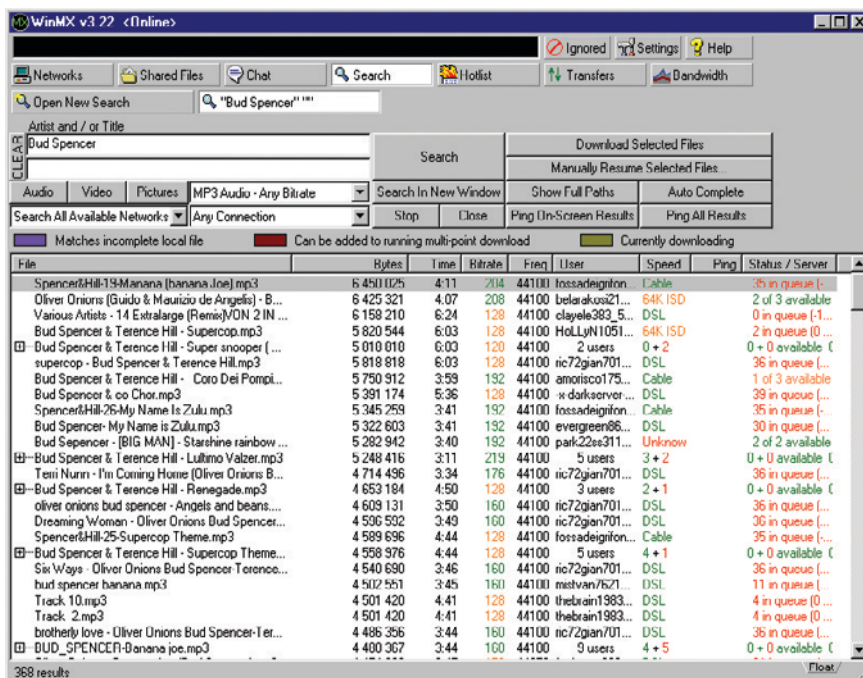 WinMX v3.22 <Online>
Ignored Settings ? Help
Networks Shared Files Chat Search Hotlist Transfers Bandwidth
Open New Search "Bud Spencer" ""
Artist and / or Title
CLEAR
Bud Spencer
Search
Download Selected Files
Manually Resume Selected Files...
Audio Video Pictures MP3 Audio - Any Bitrate Search In New Window Show Full Paths Auto Complete
Search All Available Networks Any Connection Stop Close Ping On-Screen Results Ping All Results
Matches incomplete local file Can be added to running multi-point download Currently downloading
File Bytes Time Bitrate Freq User Speed Ping Status / Server
Spencer&Hill-19-Manana (banana Joe).mp3 6 450 025 4:11 204 44100 fossadeigrifon... Cable 35 in queue (-
Oliver Onions (Guido & Maurizio de Angelis) - B... 6 425 321 4.07 208 44100 belarakosi21... 64K ISD 2 of 3 available
Various Artists - 14 Extralarge (Remix)VON 2 IN ... 6 158 210 6:24 128 44100 clayele383_5... DSL 0 in queue (-1...
Bud Spencer & Terence Hill - Supercop.mp3 5 820 544 6:03 128 44100 HoLLyN1051... 64K ISD 2 in queue (0 ...
Bud Spencer & Terence Hill - Super snooper ( ... 6:03 44100 2 users 0 + 2 0 + 0 available
supercop - Bud Spencer & Terence Hill.mp3 5 818 818 6:03 128 44100 ric72gian701... DSL 36 in queue (...
Bud Spencer & Terence Hill - Coro Dei Pompi... 5 750 912 3:59 192 44100 amorisco175... Cable 1 of 3 available
Bud Spencer & co Chor.mp3 5 391 174 5:36 128 44100 -x-darkserver-... DSL 39 in queue (...
Spencer&Hill-26-My Name Is Zulu.mp3 5 345 259 3:41 192 44100 fossadeigrifon... Cable 35 in queue (-
Bud Spencer- My Name is Zulu.mp3 5 322 603 3:41 192 44100 evergreen86... DSL 30 in queue (...
Bud Sepencer - [BIG MAN] - Starshine rainbow ... 5 282 942 3:40 192 44100 park22ss311... Unknow 2 of 2 available
Bud Spencer & Terence Hill - Lultimo Valzer.mp3 5 248 416 3:11 219 44100 5 users 3 + 2 0 + 0 available
Terri Nunn - I'm Coming Home (Oliver Onions B... 4 714 496 3.34 176 44100 ric72gian701... DSL 36 in queue (...
Bud Spencer & Terence Hill - Renegade.mp3 4 653 184 4:50 128 44100 3 users 2 + 1 0 + 0 available
oliver onions bud spencer - Angels and beans.... 4 609 131 3:50 160 44100 ric72gian701... DSL 36 in queue (...
Dreaming Woman - Oliver Onions Bud Spencer... 4 596 592 3:49 160 44100 ric72gian701... DSL 36 in queue (...
Spencer&Hill-25-Supercop Theme.mp3 4 589 696 4:44 128 44100 fossadeigrifon... Cable 35 in queue (...
Bud Spencer & Terence Hill - Supercop Theme... 4 558 976 4:44 128 44100 5 users 4 + 1 0 + 0 available
Six Ways - Oliver Onions Bud Spencer-Terence... 4 540 690 3:46 160 44100 ric72gian701... DSL 36 in queue (...
bud spencer banana.mp3 4 502 551 3:45 160 44100 mistvan7621... DSL 11 in queue (...
Track 10.mp3 4 501 420 4.41 128 44100 thebrain1983... DSL 4 in queue (0 ...
Track 2.mp3 4 501 420 4:41 128 44100 thebrain1983... DSL 4 in queue (0 ...
brotherly love - Oliver Onions Bud Spencer-Ter... 4 486 356 3:44 160 44100 ric72gian701... DSL 36 in queue (...
BUD_SPENCER-Banana joe.mp3 4 400 367 3:44 160 44100 9 users 4 + 5 0 + 0 available
368 results Float